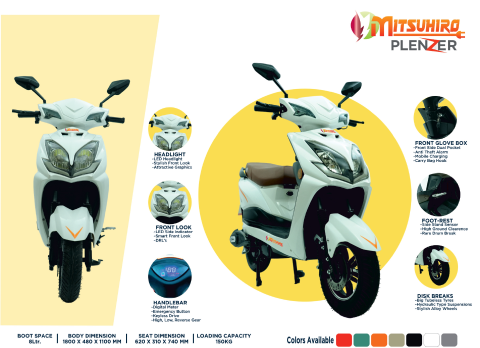 MITSUHIRO
PLENZER
HEADLIGHT
-LED Headlight
-Stylish Front Look
-Attractive Graphics
FRONT LOOK
-LED Side Indicator
-Smart Front Look
-DRL's
HANDLEBAR
-Digital Meter
-Emergency Button
-Keyless Drive
-High, Low, Reverse Gear
FRONT GLOVE BOX
-Front Side Dual Pocket
-Anti Theft Alarm
-Mobile Charging
-Carry Bag Hook
FOOT-REST
-Side Stand Sensor
-High Ground Clearence
-Rare Drum Break
DISK BREAKS
-Big Tubeless Tyres
-Hydraulic Type Suspensions
-Stylish Alloy Wheels
BOOT SPACE
8Ltr.
BODY DIMENSION
1800 X 480 X 1100 MM
SEAT DIMENSION
620 X 310 X 740 MM
LOADING CAPACITY
150KG
Colors Available